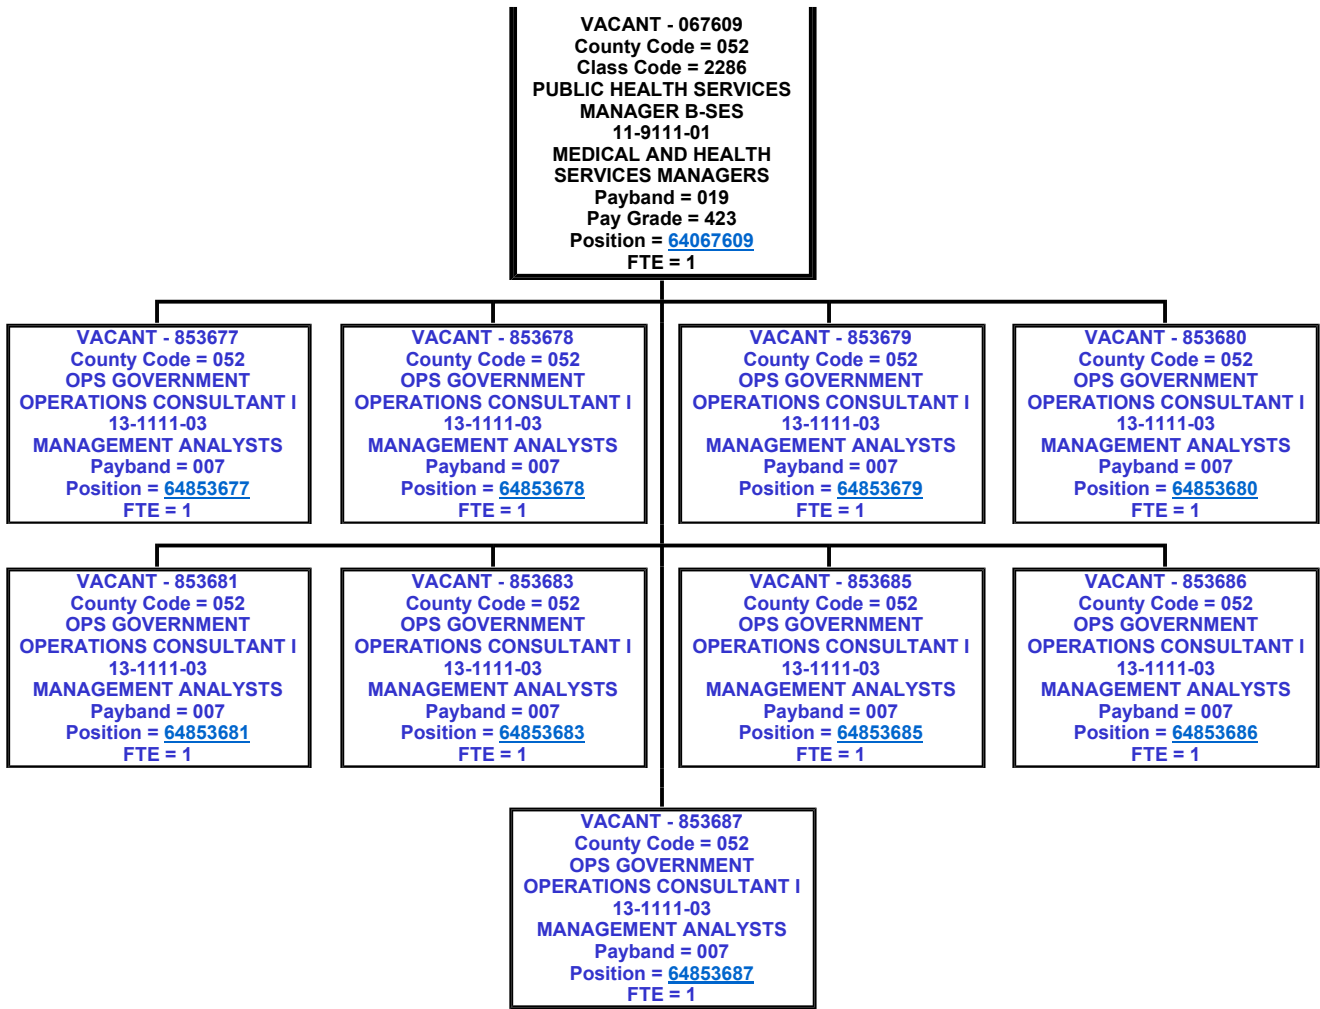 VACANT - 067609
County Code = 052
Class Code = 2286
PUBLIC HEALTH SERVICES
MANAGER B-SES
11-9111-01
MEDICAL AND HEALTH
SERVICES MANAGERS
Payband = 019
Pay Grade = 423
Position = 64067609
FTE = 1
VACANT - 853677
County Code = 052
OPS GOVERNMENT
OPERATIONS CONSULTANT I
13-1111-03
MANAGEMENT ANALYSTS
Payband = 007
Position = 64853677
FTE = 1
VACANT - 853678
County Code = 052
OPS GOVERNMENT
OPERATIONS CONSULTANT I
13-1111-03
MANAGEMENT ANALYSTS
Payband = 007
Position = 64853678
FTE = 1
VACANT - 853679
County Code = 052
OPS GOVERNMENT
OPERATIONS CONSULTANT I
13-1111-03
MANAGEMENT ANALYSTS
Payband = 007
Position = 64853679
FTE = 1
VACANT - 853680
County Code = 052
OPS GOVERNMENT
OPERATIONS CONSULTANT I
13-1111-03
MANAGEMENT ANALYSTS
Payband = 007
Position = 64853680
FTE = 1
VACANT - 853681
County Code = 052
OPS GOVERNMENT
OPERATIONS CONSULTANT I
13-1111-03
MANAGEMENT ANALYSTS
Payband = 007
Position = 64853681
FTE = 1
VACANT - 853683
County Code = 052
OPS GOVERNMENT
OPERATIONS CONSULTANT I
13-1111-03
MANAGEMENT ANALYSTS
Payband = 007
Position = 64853683
FTE = 1
VACANT - 853685
County Code = 052
OPS GOVERNMENT
OPERATIONS CONSULTANT I
13-1111-03
MANAGEMENT ANALYSTS
Payband = 007
Position = 64853685
FTE = 1
VACANT - 853686
County Code = 052
OPS GOVERNMENT
OPERATIONS CONSULTANT I
13-1111-03
MANAGEMENT ANALYSTS
Payband = 007
Position = 64853686
FTE = 1
VACANT - 853687
County Code = 052
OPS GOVERNMENT
OPERATIONS CONSULTANT I
13-1111-03
MANAGEMENT ANALYSTS
Payband = 007
Position = 64853687
FTE = 1